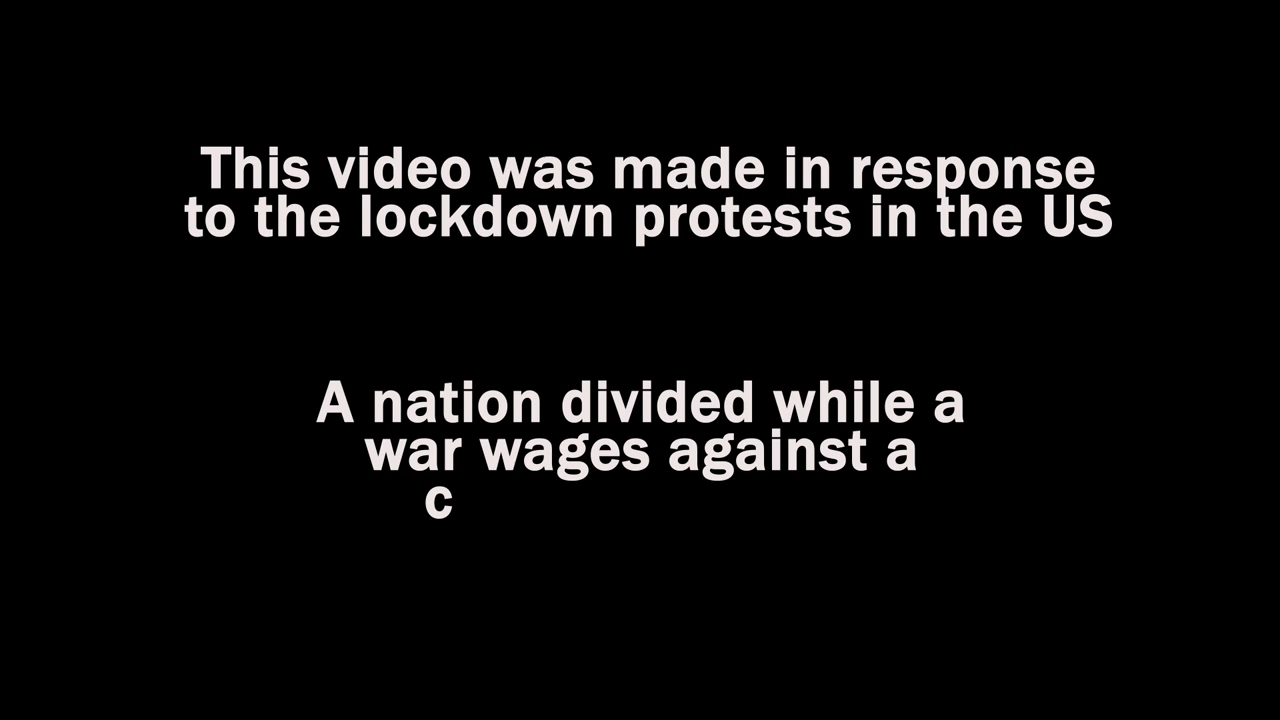 This video was made in response
to the lockdown protests in the US
A nation divided while a
war wages against a
c